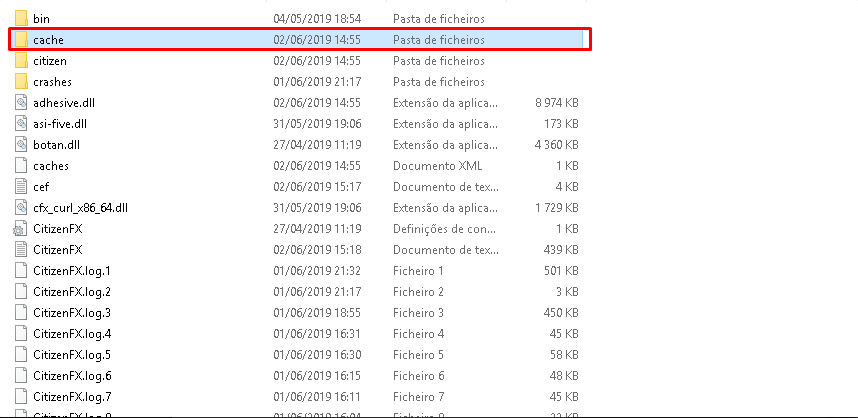 bin 04/05/2019 18:54 Pasta de ficheiros
cache 02/06/2019 14:55 Pasta de ficheiros
citizen 02/06/2019 14:55 Pasta de ficheiros
crashes 01/06/2019 21:17 Pasta de ficheiros
adhesive.dll 02/06/2019 14:55 Extensão da aplica... 8 974 KB
asi-five.dll 31/05/2019 19:06 Extensão da aplica... 173 KB
botan.dll 27/04/2019 11:19 Extensão da aplica... 4 360 KB
caches 02/06/2019 14:55 Documento XML 1 KB
cef 02/06/2019 15:17 Documento de tex... 4 KB
cfx_curl_x86_64.dll 31/05/2019 19:06 Extensão da aplica... 1 729 KB
CitizenFX 27/04/2019 11:19 Definições de con... 1 KB
CitizenFX 02/06/2019 15:18 Documento de tex... 439 KB
CitizenFX.log.1 01/06/2019 21:32 Ficheiro 1 501 KB
CitizenFX.log.2 01/06/2019 21:17 Ficheiro 2 3 KB
CitizenFX.log.3 01/06/2019 18:55 Ficheiro 3 450 KB
CitizenFX.log.4 01/06/2019 16:31 Ficheiro 4 45 KB
CitizenFX.log.5 01/06/2019 16:30 Ficheiro 5 58 KB
CitizenFX.log.6 01/06/2019 16:15 Ficheiro 6 48 KB
CitizenFX.log.7 01/06/2019 16:11 Ficheiro 7 45 KB